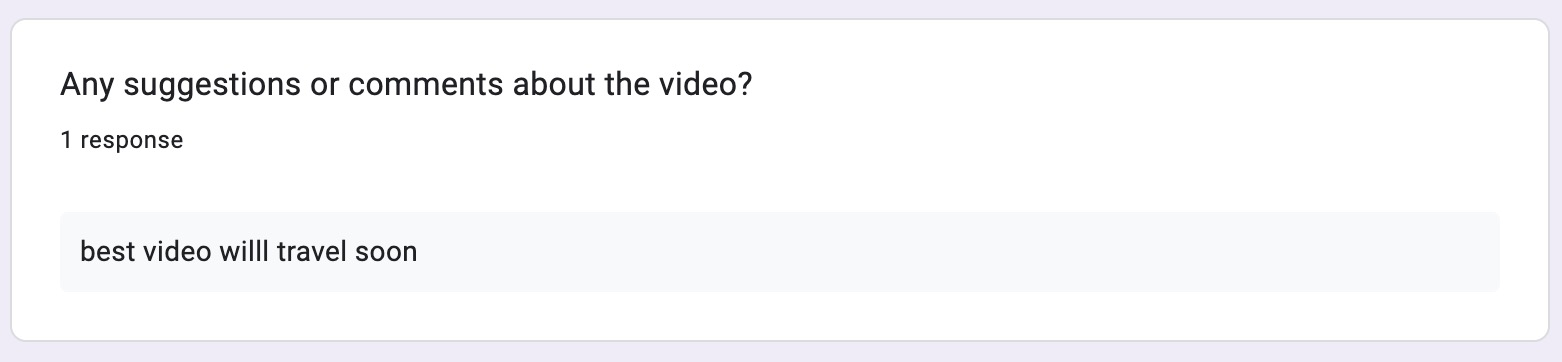 Any suggestions or comments about the video?
1 response
best video willl travel soon